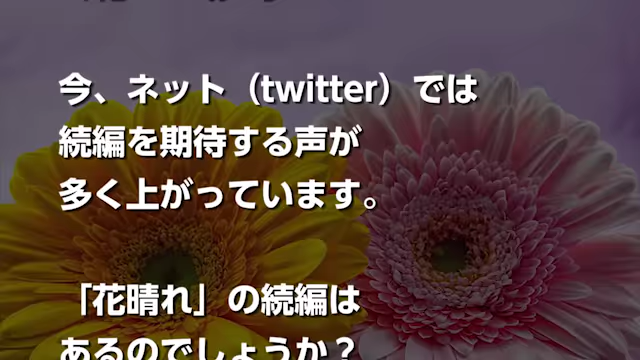 今、ネット（twitter）では
続編を期待する声が
多く上がっています。
「花晴れ」の続編は
あるのでしょうか？